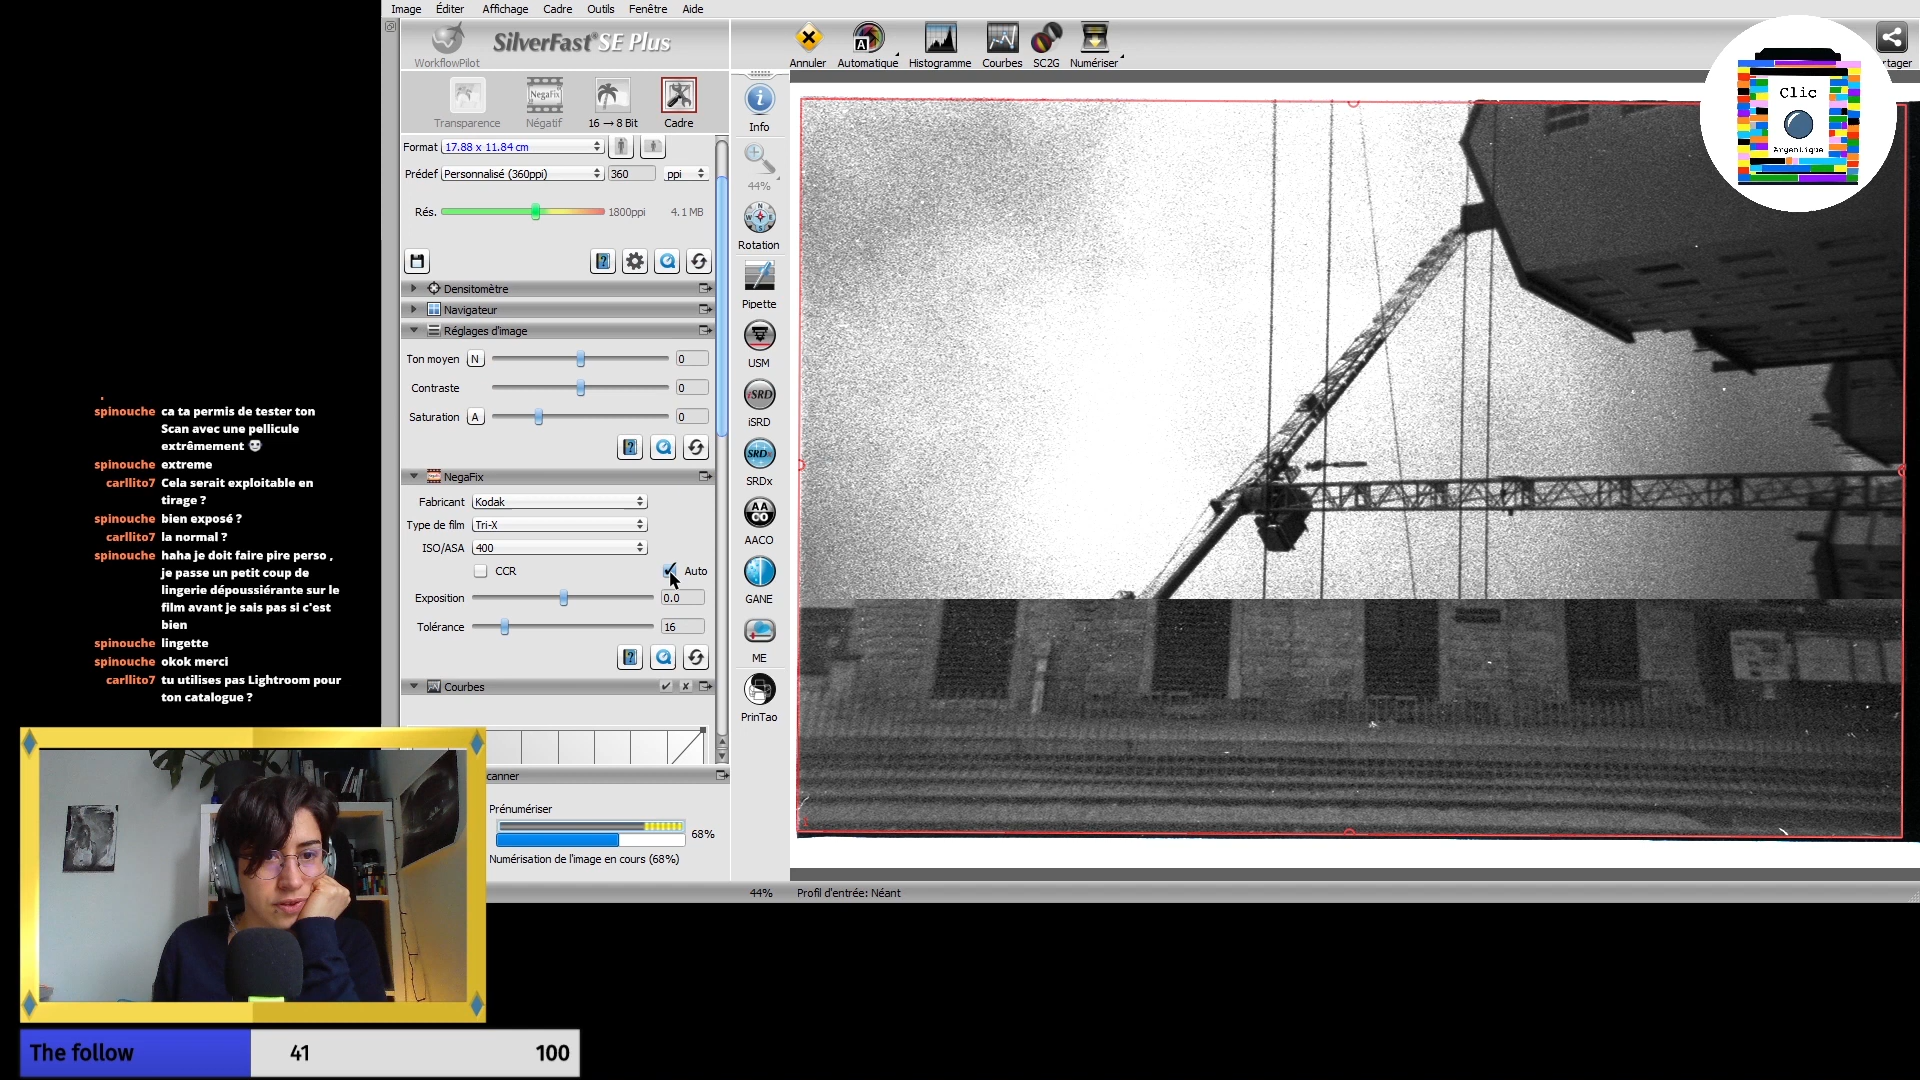 Image Éditer Affichage Cadre Outils Fenêtre Aide
WorkflowPilot
SilverFast® SE Plus
Annuler Automatique Histogramme Courbes SC2G Numériser
rtager
Clic
Argentique
Transparence Négatif 16→8 Bit Cadre
NegaFix
Format 17.88 x 11.84 cm
Prédef Personnalisé (360ppi) 360 ppi
Rés. 1800ppi 4.1 MB
Densitomètre
Navigateur
Réglages d'image
Ton moyen N 0
Contraste 0
Saturation A 0
NegaFix
Fabricant Kodak
Type de film Tri-X
ISO/ASA 400
CCR Auto
Exposition 0.0
Tolérance 16
Courbes
canner
Prénumériser
68%
Numérisation de l'image en cours (68%)
Info
44%
Rotation
Pipette
USM
iSRD
iSRD
SRDx
SRDx
AACO
AA
CO
GANE
ME
PrinTao
44% Profil d'entrée: Néant
spinouche ca ta permis de tester ton
Scan avec une pellicule
extrêmement
spinouche extreme
carllito7 Cela serait exploitable en
tirage ?
spinouche bien exposé ?
carllito7 la normal ?
spinouche haha je doit faire pire perso ,
je passe un petit coup de
lingerie dépoussiérante sur le
film avant je sais pas si c'est
bien
spinouche lingette
spinouche okok merci
carllito7 tu utilises pas Lightroom pour
ton catalogue ?
The follow 41 100